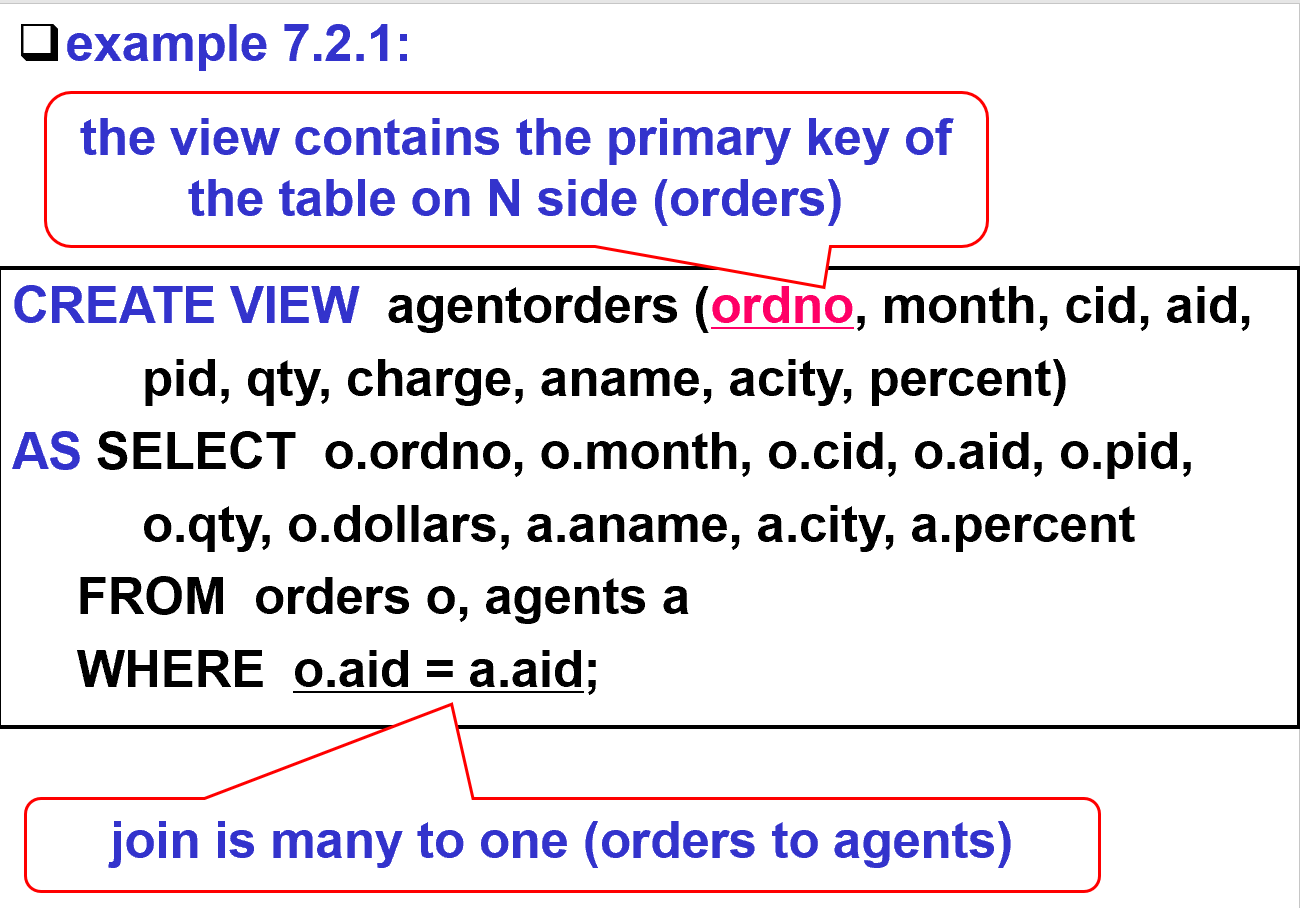 example 7.2.1:
the view contains the primary key of
the table on N side (orders)
CREATE VIEW agentorders (ordno, month, cid, aid,
pid, qty, charge, aname, acity, percent)
AS SELECT o.ordno, o.month, o.cid, o.aid, o.pid,
o.qty, o.dollars, a.aname, a.city, a.percent
FROM orders o, agents a
WHERE o.aid = a.aid;
join is many to one (orders to agents)